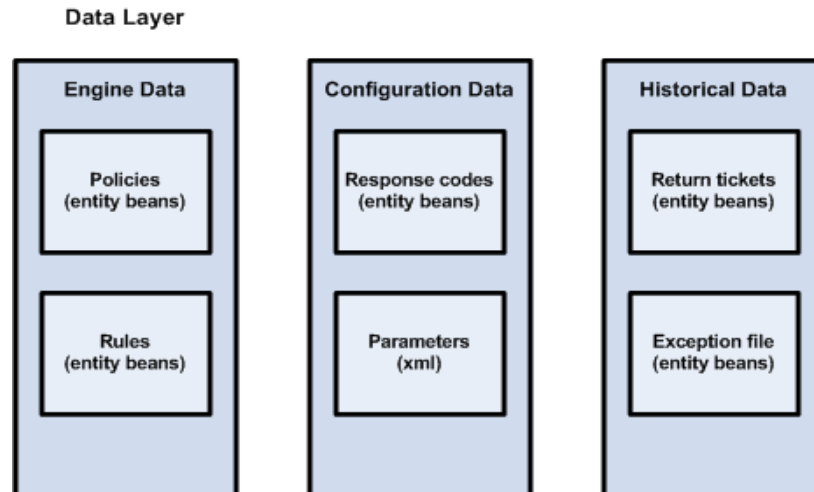 Data Layer
Engine Data
Policies
(entity beans)
Rules
(entity beans)
Configuration Data
Response codes
(entity beans)
Parameters
(xml)
Historical Data
Return tickets
(entity beans)
Exception file
(entity beans)